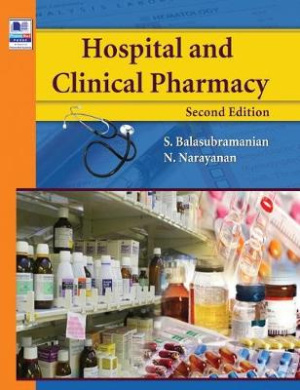 Hospital and
Clinical Pharmacy
Second Edition
S. Balasubramanian
N. Narayanan